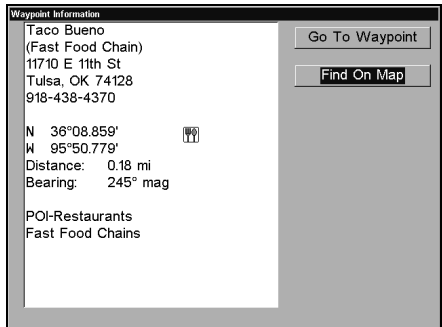 Waypoint Information
Taco Bueno
(Fast Food Chain)
11710 E 11th St
Tulsa, OK 74128
918-438-4370
N 36°08.859'
W 95°50.779'
Distance: 0.18 mi
Bearing: 245° mag
POI-Restaurants
Fast Food Chains
Go To Waypoint
Find On Map